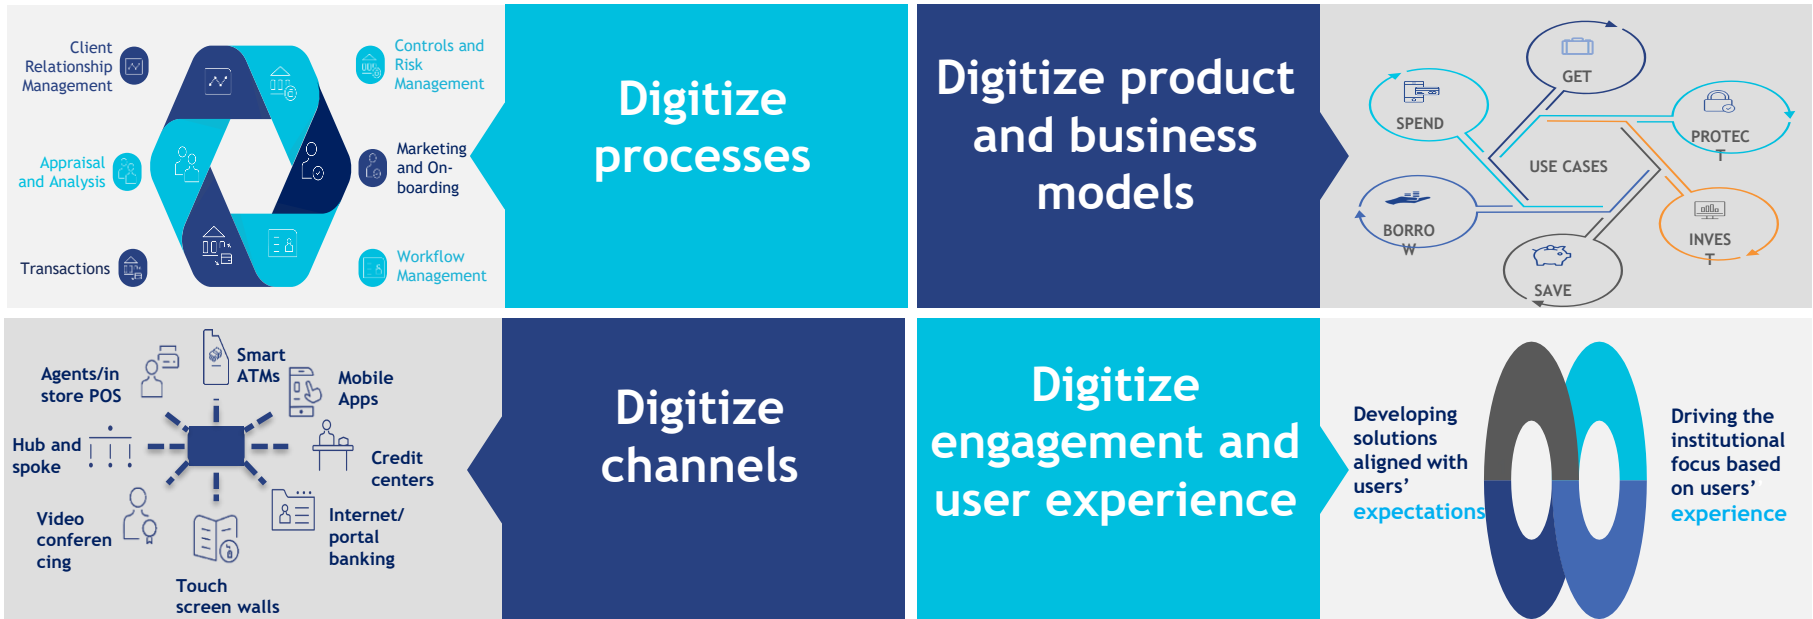 Client
Relationship
Management
Appraisal
and Analysis
Transactions
Controls and
Risk
Management
Marketing
and On-
boarding
Workflow
Management
Digitize
processes
Digitize product
and business
models
GET
SPEND
PROTEC
T
USE CASES
BORRO
W
INVES
T
SAVE
Agents/in
store POS
Smart
ATMs
Mobile
Apps
Hub and
spoke
Credit
centers
Video
conferen
cing
Internet/
portal
banking
Touch
screen walls
Digitize
channels
Digitize
engagement and
user experience
Developing
solutions
aligned with
users’
expectations
Driving the
institutional
focus based
on users’
experience